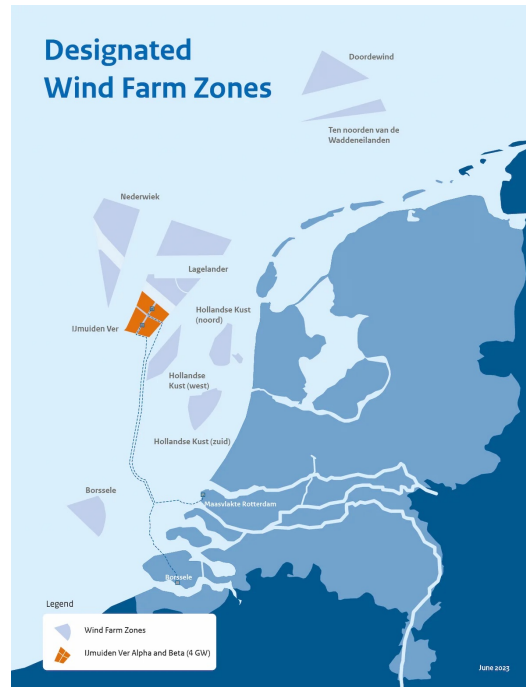 Designated
Wind Farm Zones
Doordewind
Ten noorden van de
Waddeneilanden
Nederwiek
Lagelander
Hollandse Kust
(noord)
IJmuiden Ver
Hollandse
Kust (west)
Hollandse Kust (zuid)
Borssele
Maasvlakte Rotterdam
Borssele
Legend
Wind Farm Zones
IJmuiden Ver Alpha and Beta (4 GW)
June 2023